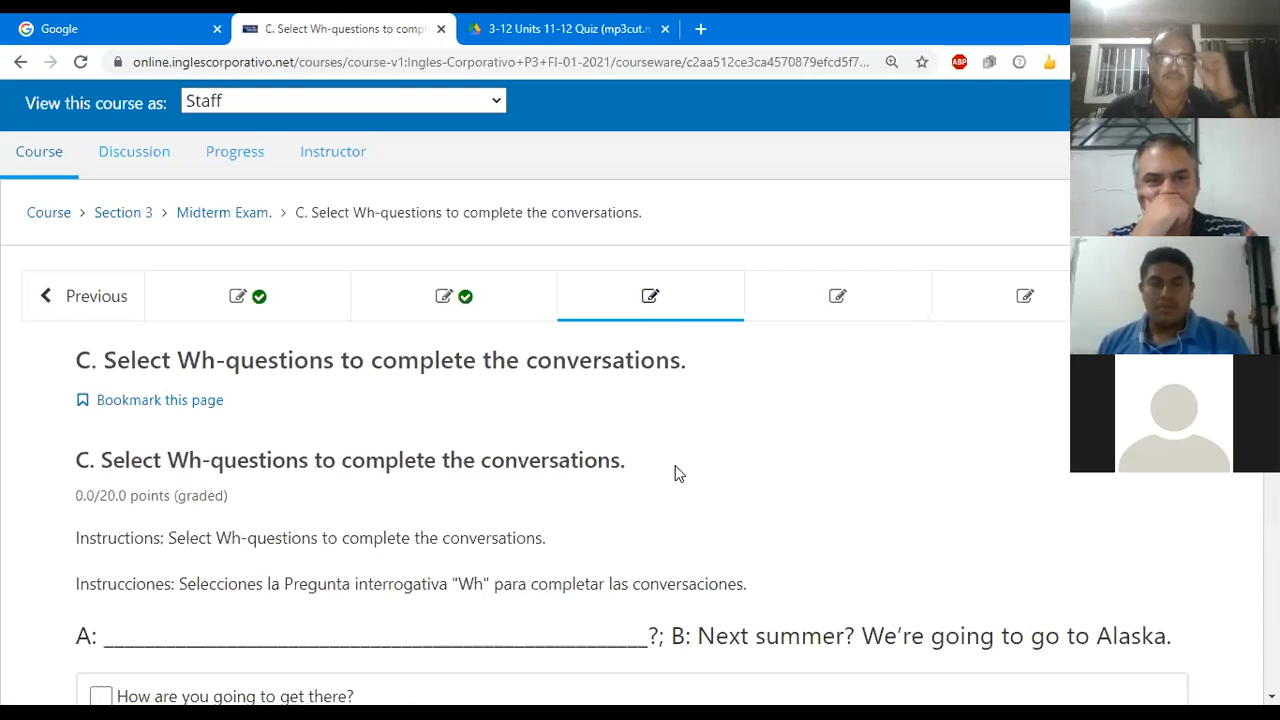 Google
C. Select Wh-questions to comp
3-12 Units 11-12 Quiz (mp3cut.n
online.inglescorporativo.net/courses/course-v1:Ingles-Corporativo+P3+FI-01-2021/courseware/c2aa512ce3ca4570879efcd5f7...
ABP
View this course as:
Staff
Course
Discussion
Progress
Instructor
Course > Section 3 > Midterm Exam. > C. Select Wh-questions to complete the conversations.
Previous
C. Select Wh-questions to complete the conversations.
Bookmark this page
C. Select Wh-questions to complete the conversations.
0.0/20.0 points (graded)
Instructions: Select Wh-questions to complete the conversations.
Instrucciones: Selecciones la Pregunta interrogativa "Wh" para completar las conversaciones.
A: ______________________________________________?; B: Next summer? We’re going to go to Alaska.
How are you going to get there?